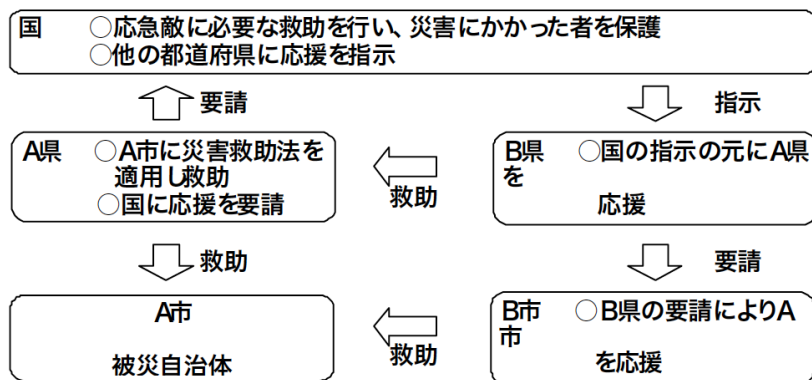 国 ○応急敵に必要な救助を行い、災害にかかった者を保護
○他の都道府県に応援を指示
要請
指示
A県 ○A市に災害救助法を
適用し救助
○国に応援を要請
救助
B県 ○国の指示の元にA県
を
応援
救助
要請
A市
被災自治体
救助
B市 ○B県の要請によりA
市
を応援